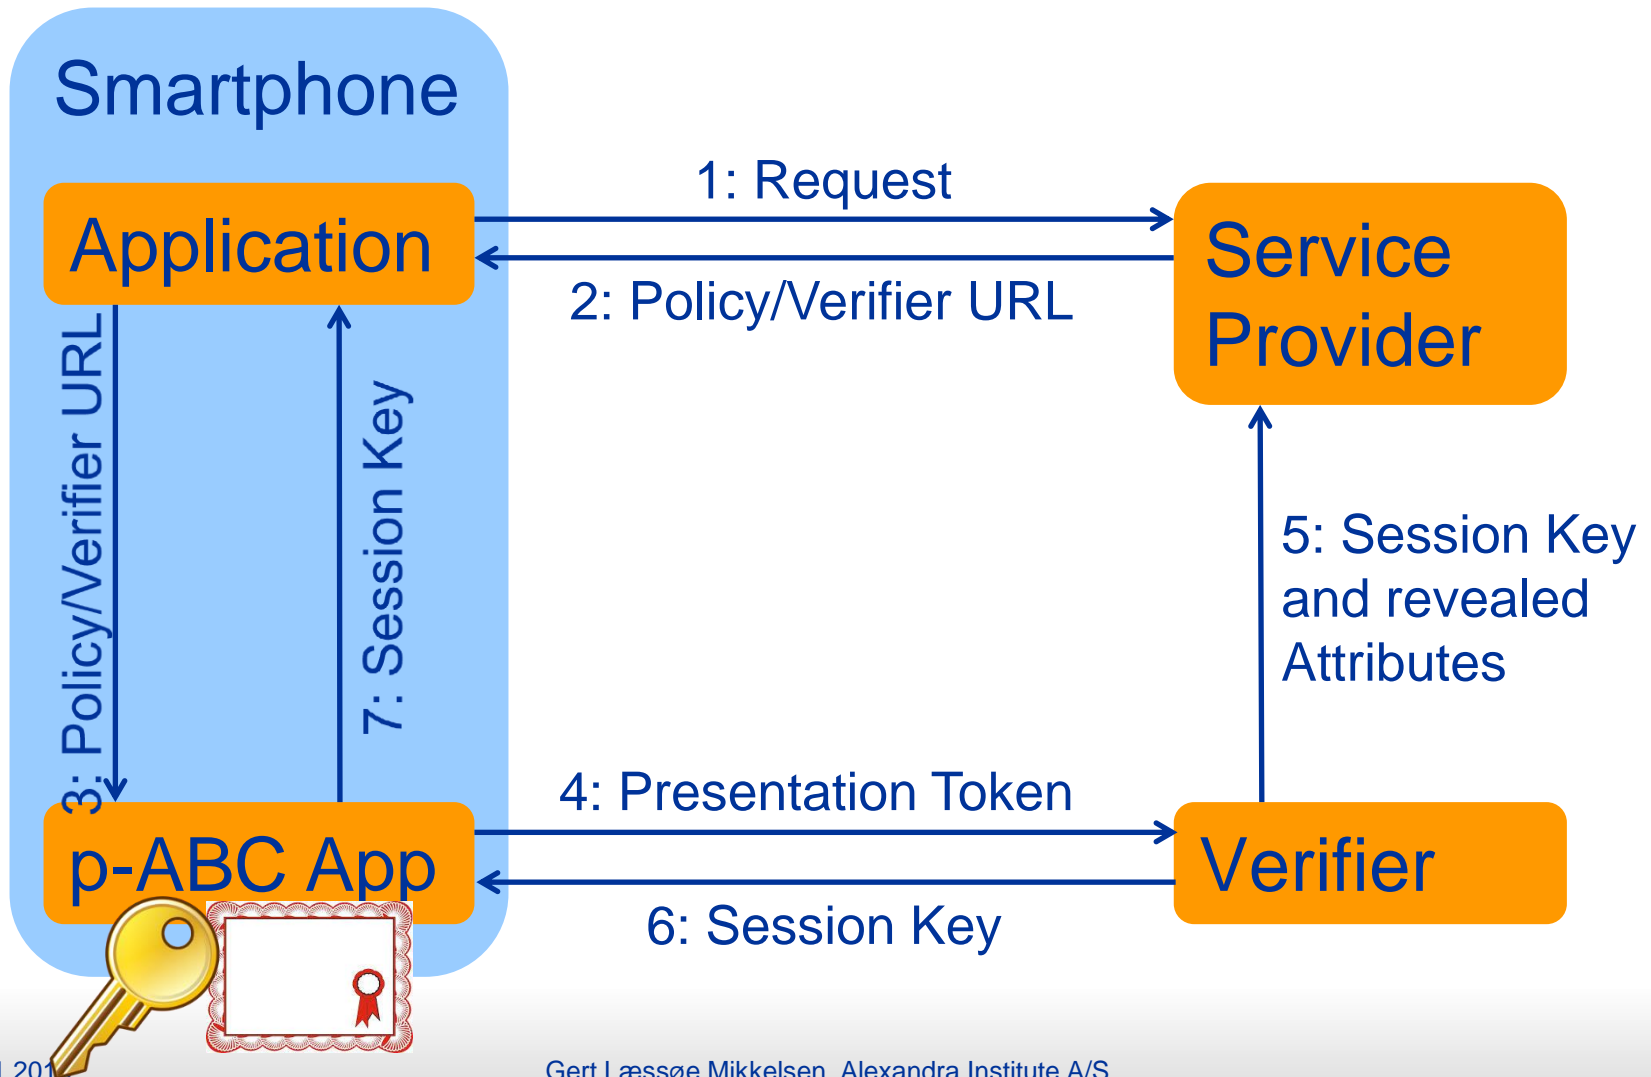 Smartphone
Application
1: Request
2: Policy/Verifier URL
Service
Provider
3: Policy/Verifier URL
7: Session Key
5: Session Key
and revealed
Attributes
4: Presentation Token
p-ABC App
Verifier
6: Session Key
Gert Læssøe Mikkelsen, Alexandra Institute A/S